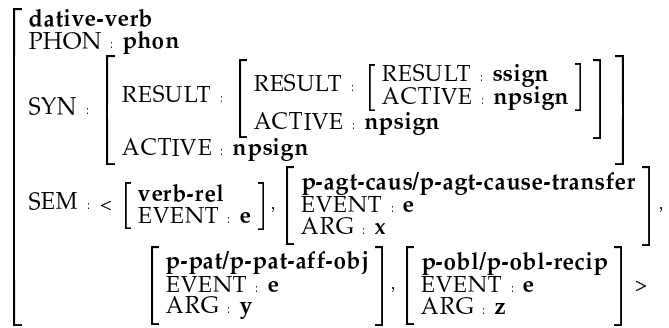 dative-verb
PHON : phon
SYN :
RESULT :
RESULT :
RESULT : ssign
ACTIVE : npsign
ACTIVE : npsign
ACTIVE : npsign
SEM : < [ verb-rel
EVENT : e ] , [ p-agt-caus/p-agt-cause-transfer
EVENT : e
ARG : x ] ,
[ p-pat/p-pat-aff-obj
EVENT : e
ARG : y ] , [ p-obl/p-obl-recip
EVENT : e
ARG : z ] >